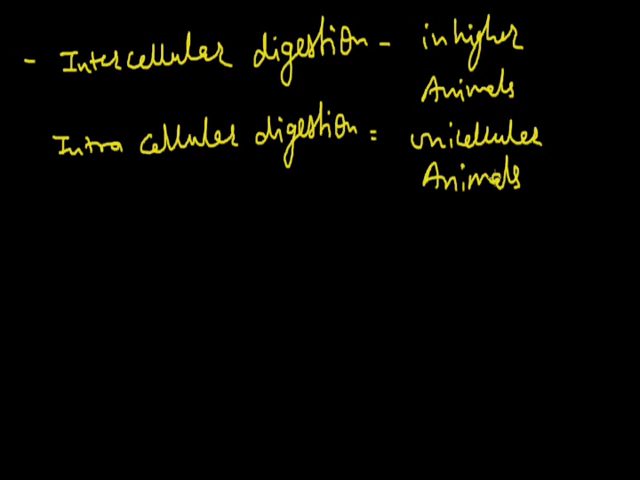 - Intercellular digestion - in higher
Animals
Intra cellular digestion = unicellular
Animals